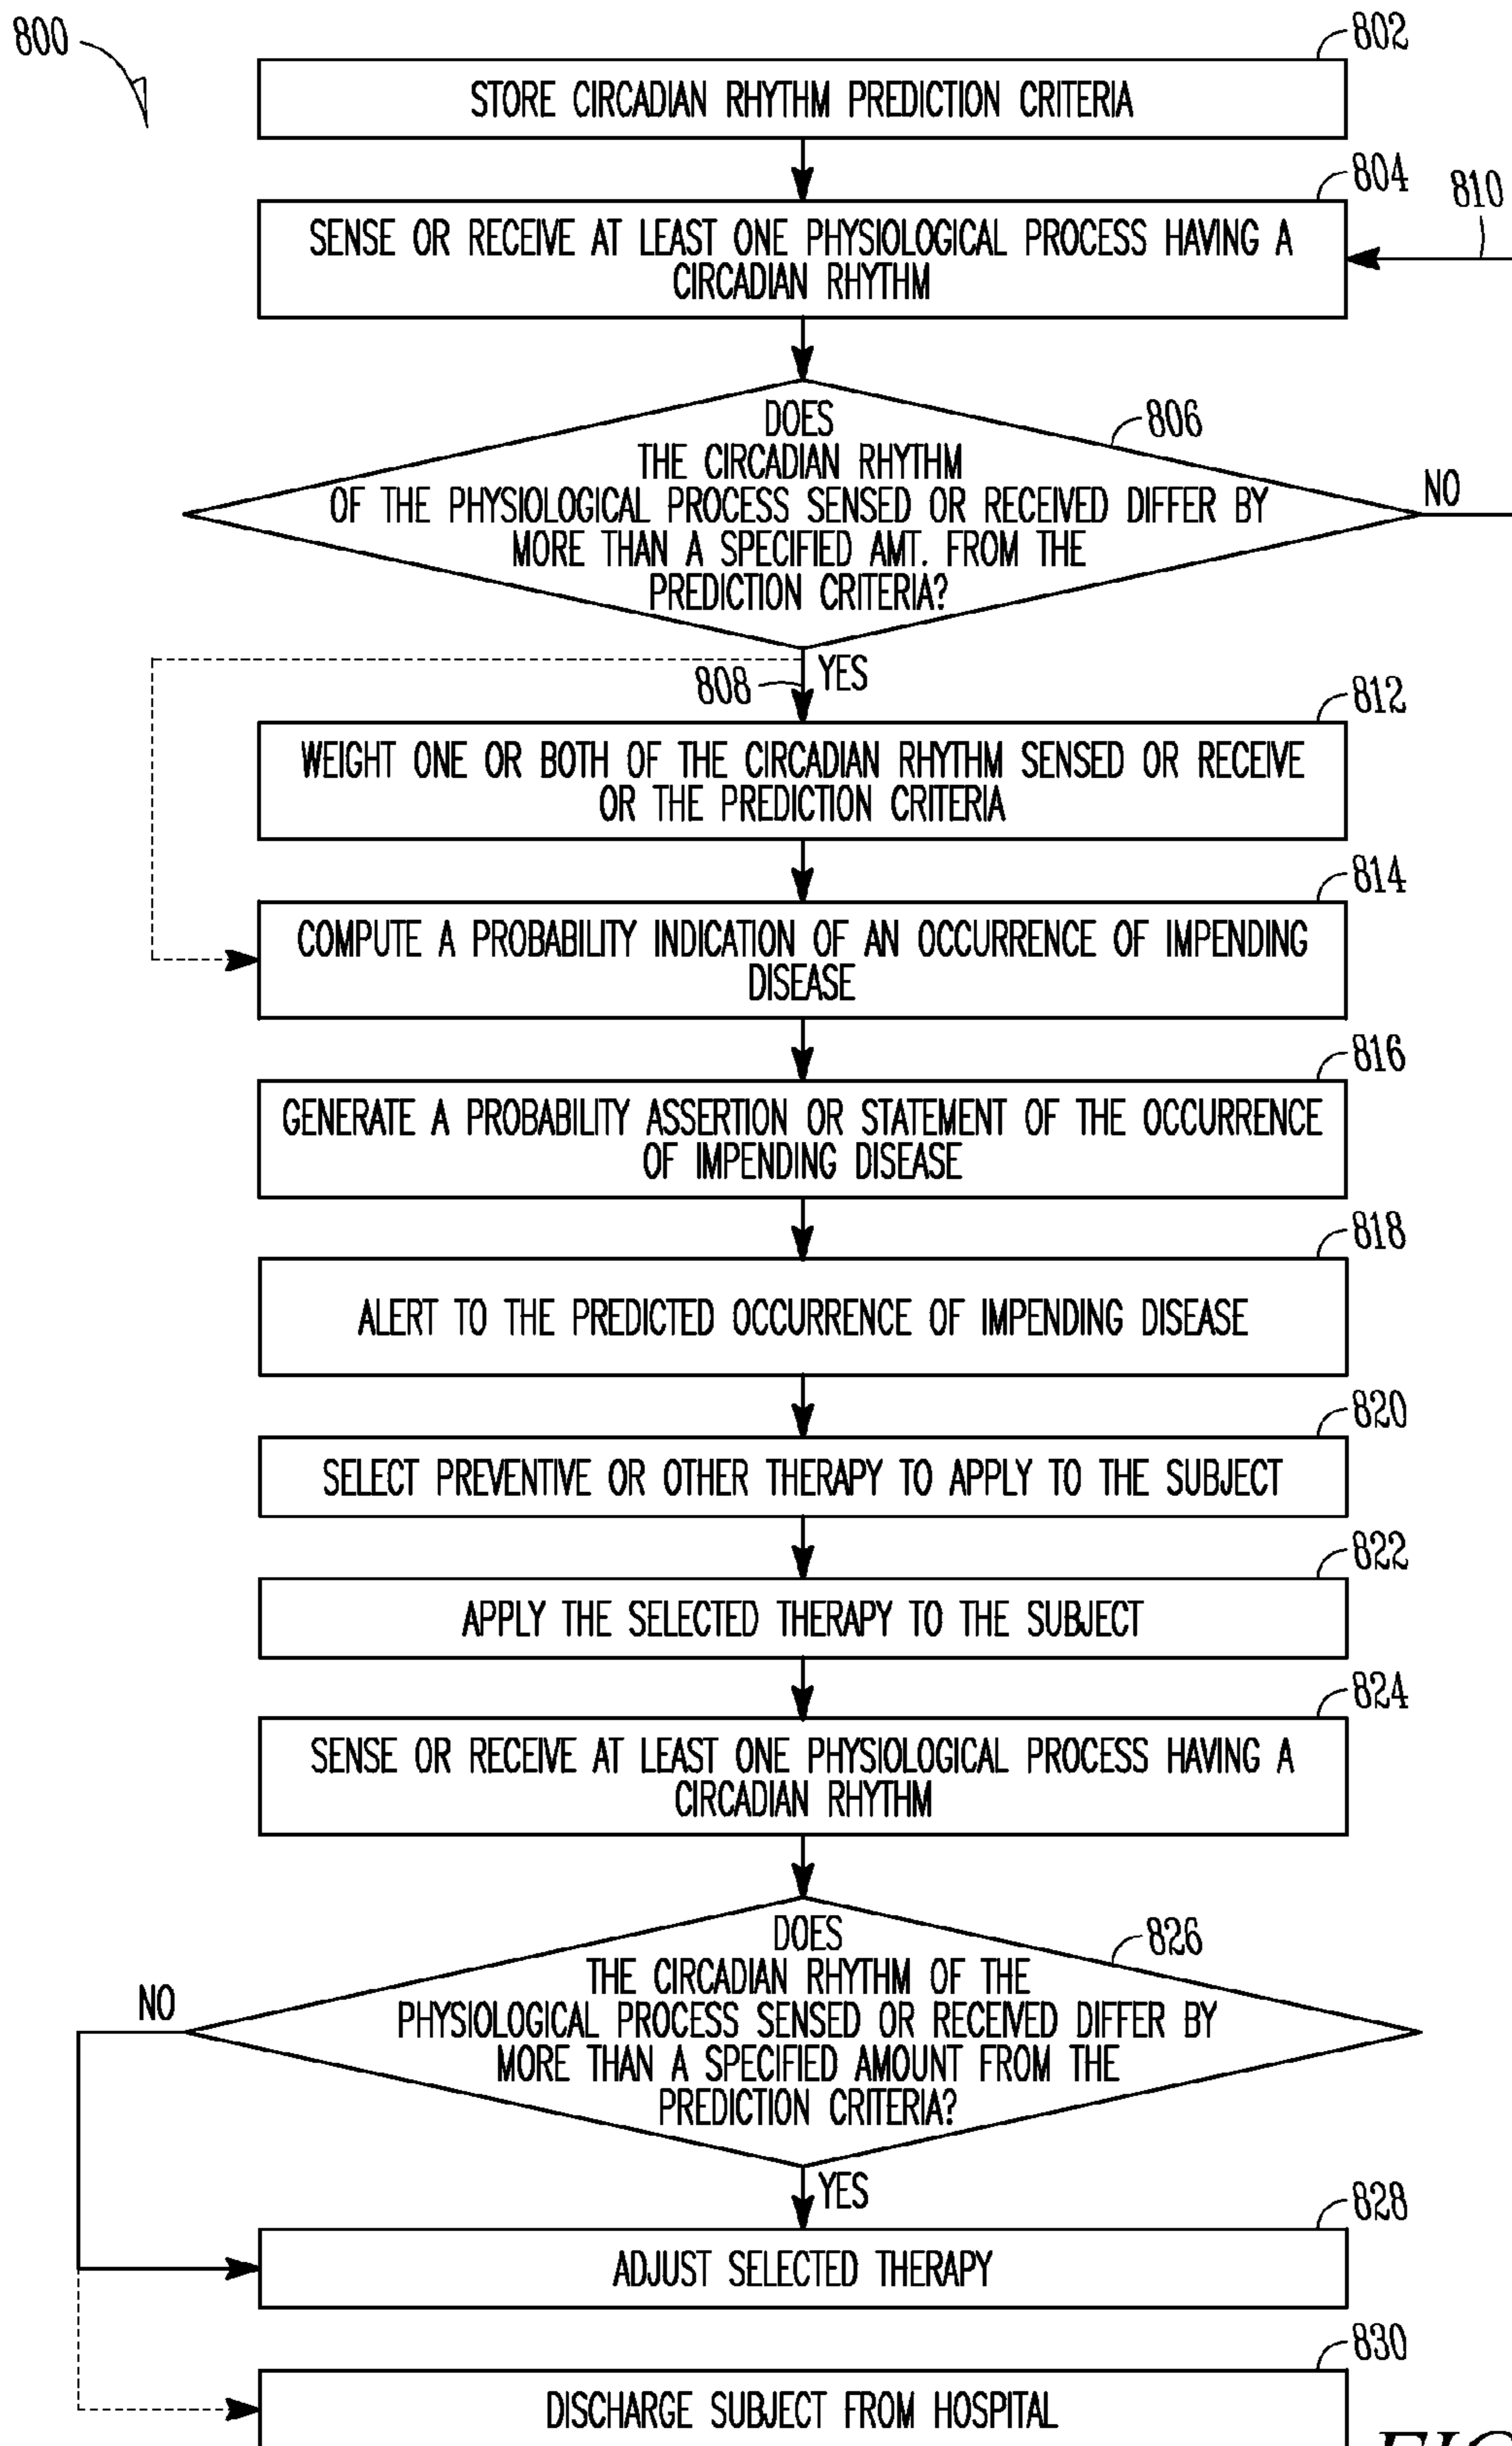 800
802
STORE CIRCADIAN RHYTHM PREDICTION CRITERIA
804
810
SENSE OR RECEIVE AT LEAST ONE PHYSIOLOGICAL PROCESS HAVING A
CIRCADIAN RHYTHM
806
DOES
THE CIRCADIAN RHYTHM
OF THE PHYSIOLOGICAL PROCESS SENSED OR RECEIVED DIFFER BY
MORE THAN A SPECIFIED AMT. FROM THE
PREDICTION CRITERIA?
NO
808
YES
812
WEIGHT ONE OR BOTH OF THE CIRCADIAN RHYTHM SENSED OR RECEIVE
OR THE PREDICTION CRITERIA
814
COMPUTE A PROBABILITY INDICATION OF AN OCCURRENCE OF IMPENDING
DISEASE
816
GENERATE A PROBABILITY ASSERTION OR STATEMENT OF THE OCCURRENCE
OF IMPENDING DISEASE
818
ALERT TO THE PREDICTED OCCURRENCE OF IMPENDING DISEASE
820
SELECT PREVENTIVE OR OTHER THERAPY TO APPLY TO THE SUBJECT
822
APPLY THE SELECTED THERAPY TO THE SUBJECT
824
SENSE OR RECEIVE AT LEAST ONE PHYSIOLOGICAL PROCESS HAVING A
CIRCADIAN RHYTHM
826
DOES
THE CIRCADIAN RHYTHM OF THE
PHYSIOLOGICAL PROCESS SENSED OR RECEIVED DIFFER BY
MORE THAN A SPECIFIED AMOUNT FROM THE
PREDICTION CRITERIA?
NO
YES
828
ADJUST SELECTED THERAPY
830
DISCHARGE SUBJECT FROM HOSPITAL